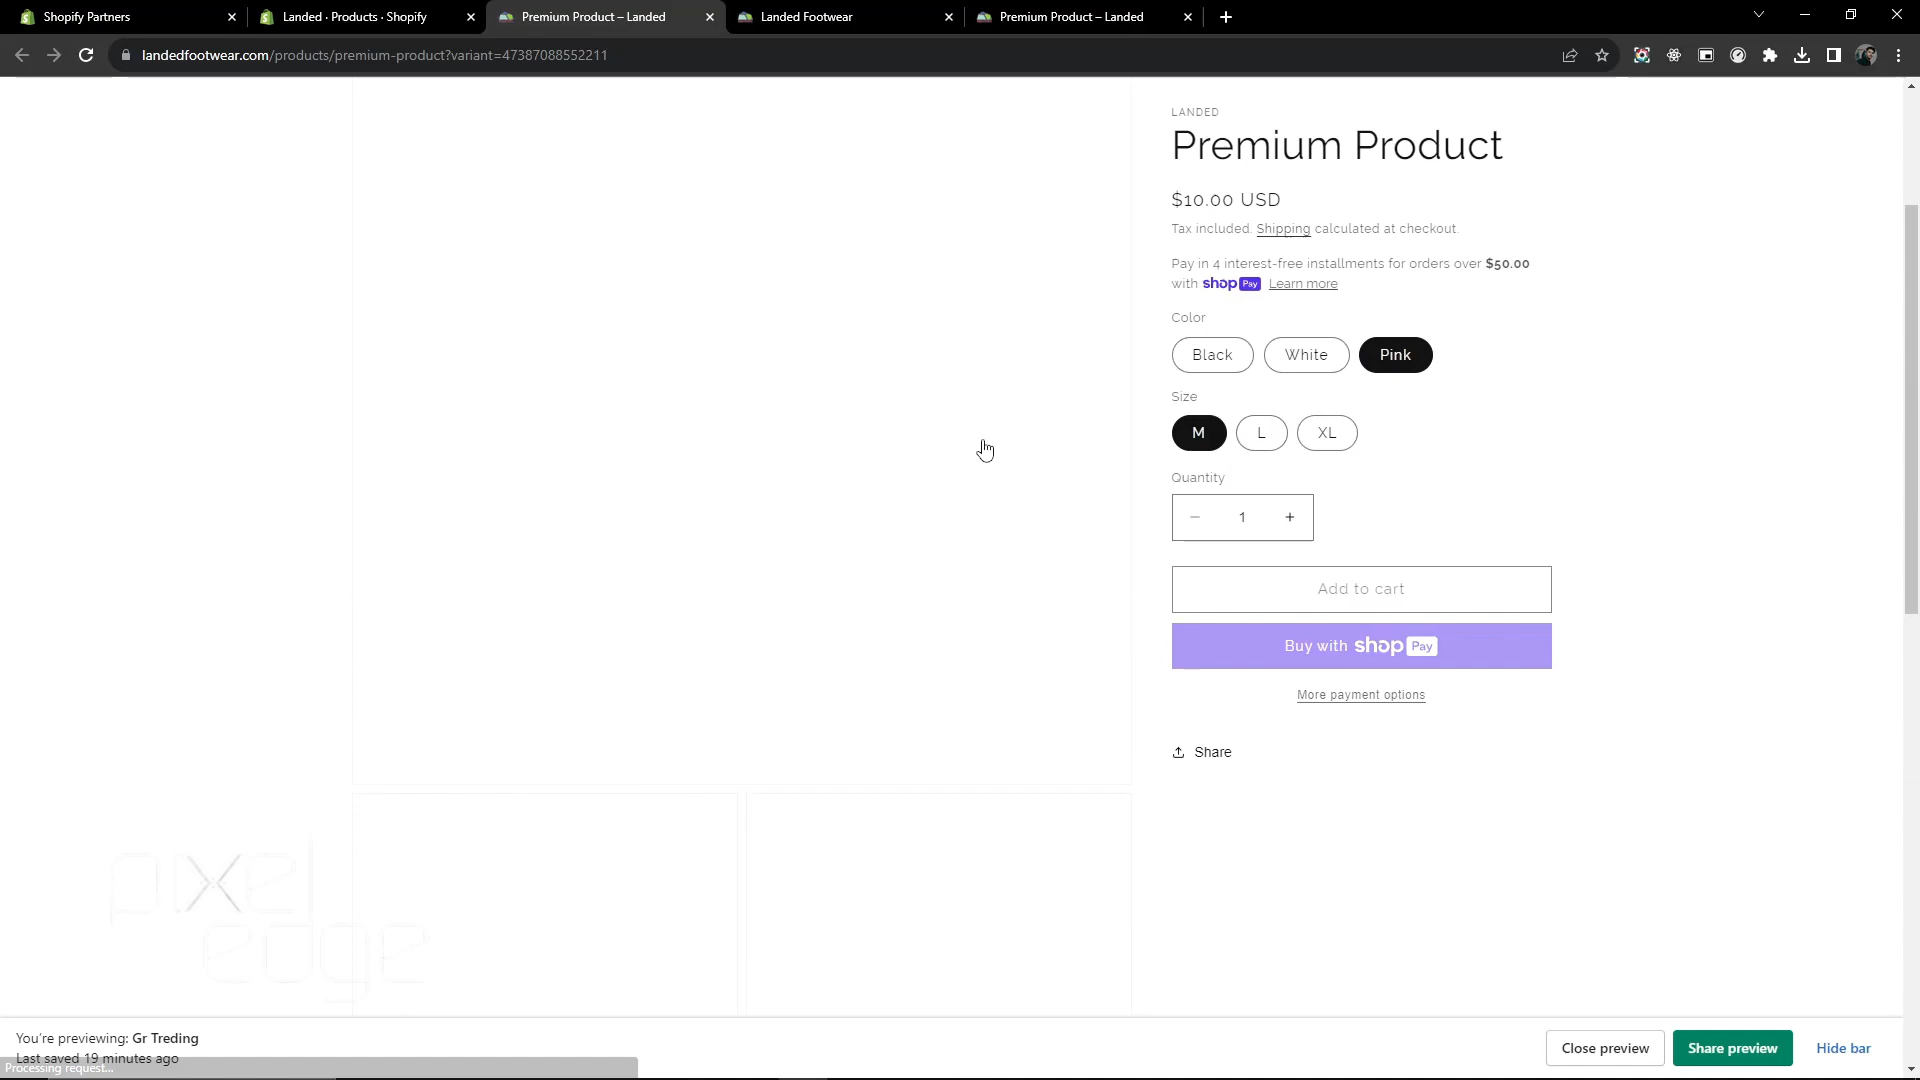 Shopify Partners
Landed · Products · Shopify
Premium Product – Landed
Landed Footwear
Premium Product – Landed
landedfootwear.com/products/premium-product?variant=47387088552211
LANDED
Premium Product
$10.00 USD
Tax included. Shipping calculated at checkout.
Pay in 4 interest-free installments for orders over $50.00
with shop Pay Learn more
Color
Black White Pink
Size
M L XL
Quantity
− 1 +
Add to cart
Buy with shop Pay
More payment options
Share
pixel
edge
You're previewing: Gr Treding
Last saved 19 minutes ago
Processing request...
Close preview
Share preview
Hide bar